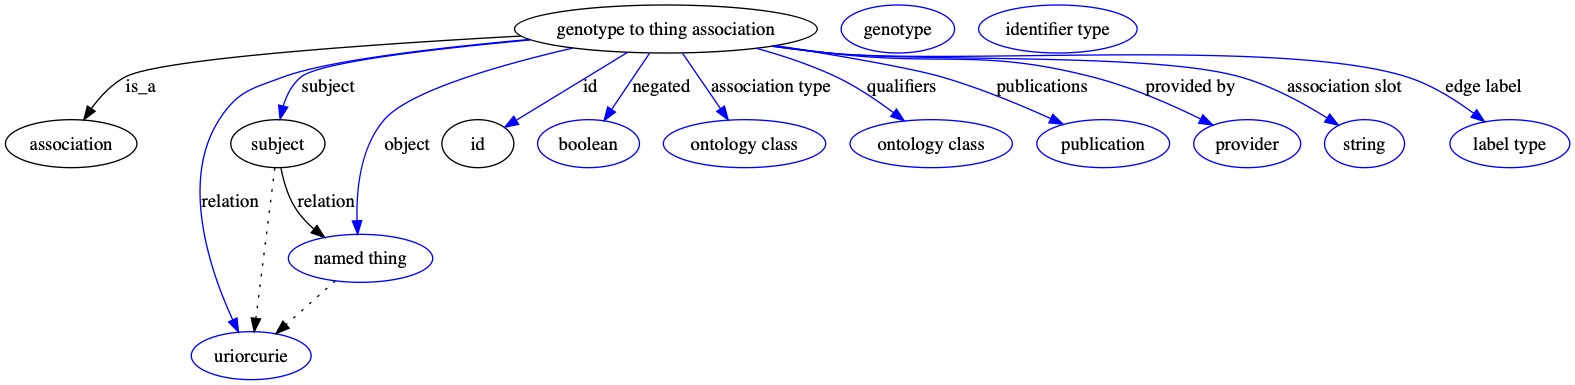 genotype to thing association
genotype
identifier type
is_a
subject
object
id
negated
association type
qualifiers
publications
provided by
association slot
edge label
association
subject
id
boolean
ontology class
ontology class
publication
provider
string
label type
relation
relation
named thing
uriorcurie